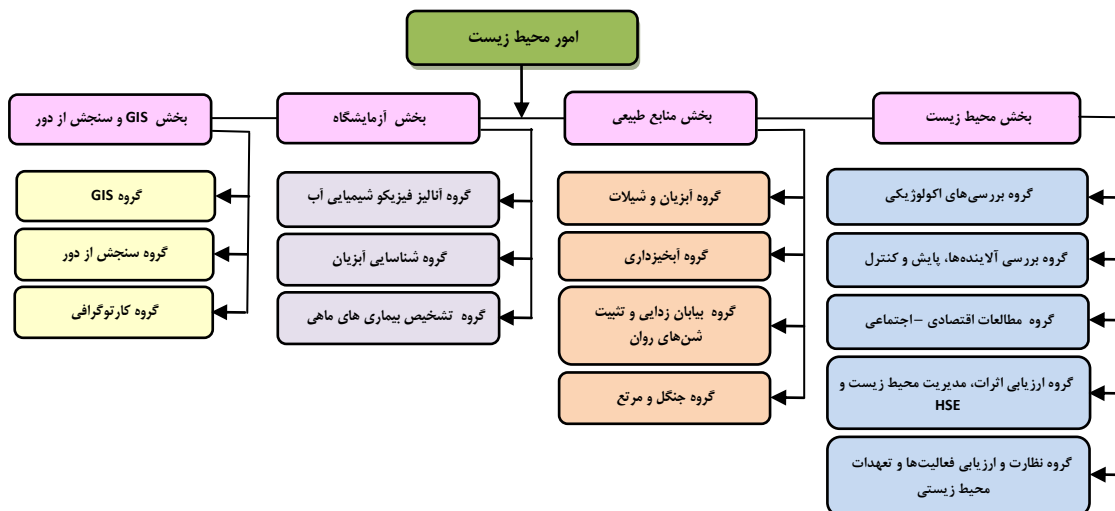 امور محیط زیست
بخش محیط زیست
گروه بررسی‌های اکولوژیکی
گروه بررسی آلاینده‌ها، پایش و کنترل
گروه مطالعات اقتصادی –اجتماعی
گروه ارزیابی اثرات، مدیریت محیط زیست و
HSE
گروه نظارت و ارزیابی فعالیت‌ها و تعهدات
محیط زیستی
بخش منابع طبیعی
گروه آبزیان و شیلات
گروه آبخیزداری
گروه بیابان زدایی و تثبیت
شن‌های روان
گروه جنگل و مرتع
بخش آزمایشگاه
گروه آنالیز فیزیکو شیمیایی آب
گروه شناسایی آبزیان
گروه تشخیص بیماری های ماهی
بخش GIS و سنجش از دور
گروه GIS
گروه سنجش از دور
گروه کارتوگرافی